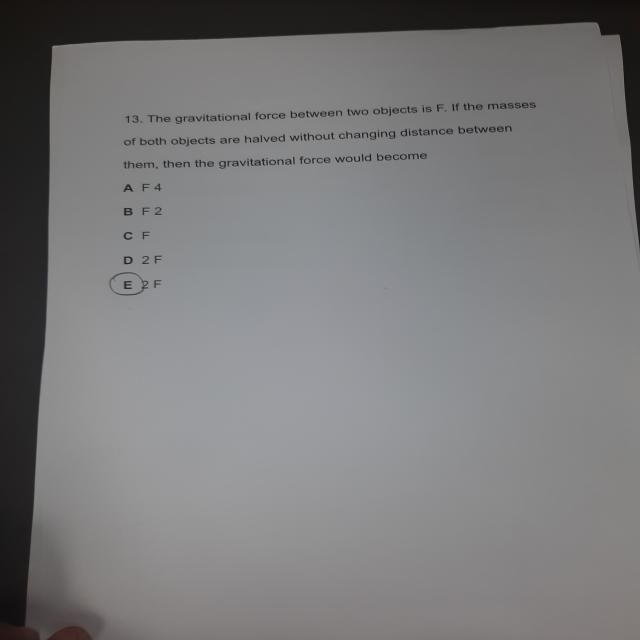 13. The gravitational force between two objects is F. If the masses
of both objects are halved without changing distance between
them, then the gravitational force would become
A F 4
B F 2
C F
D 2 F
E 2 F